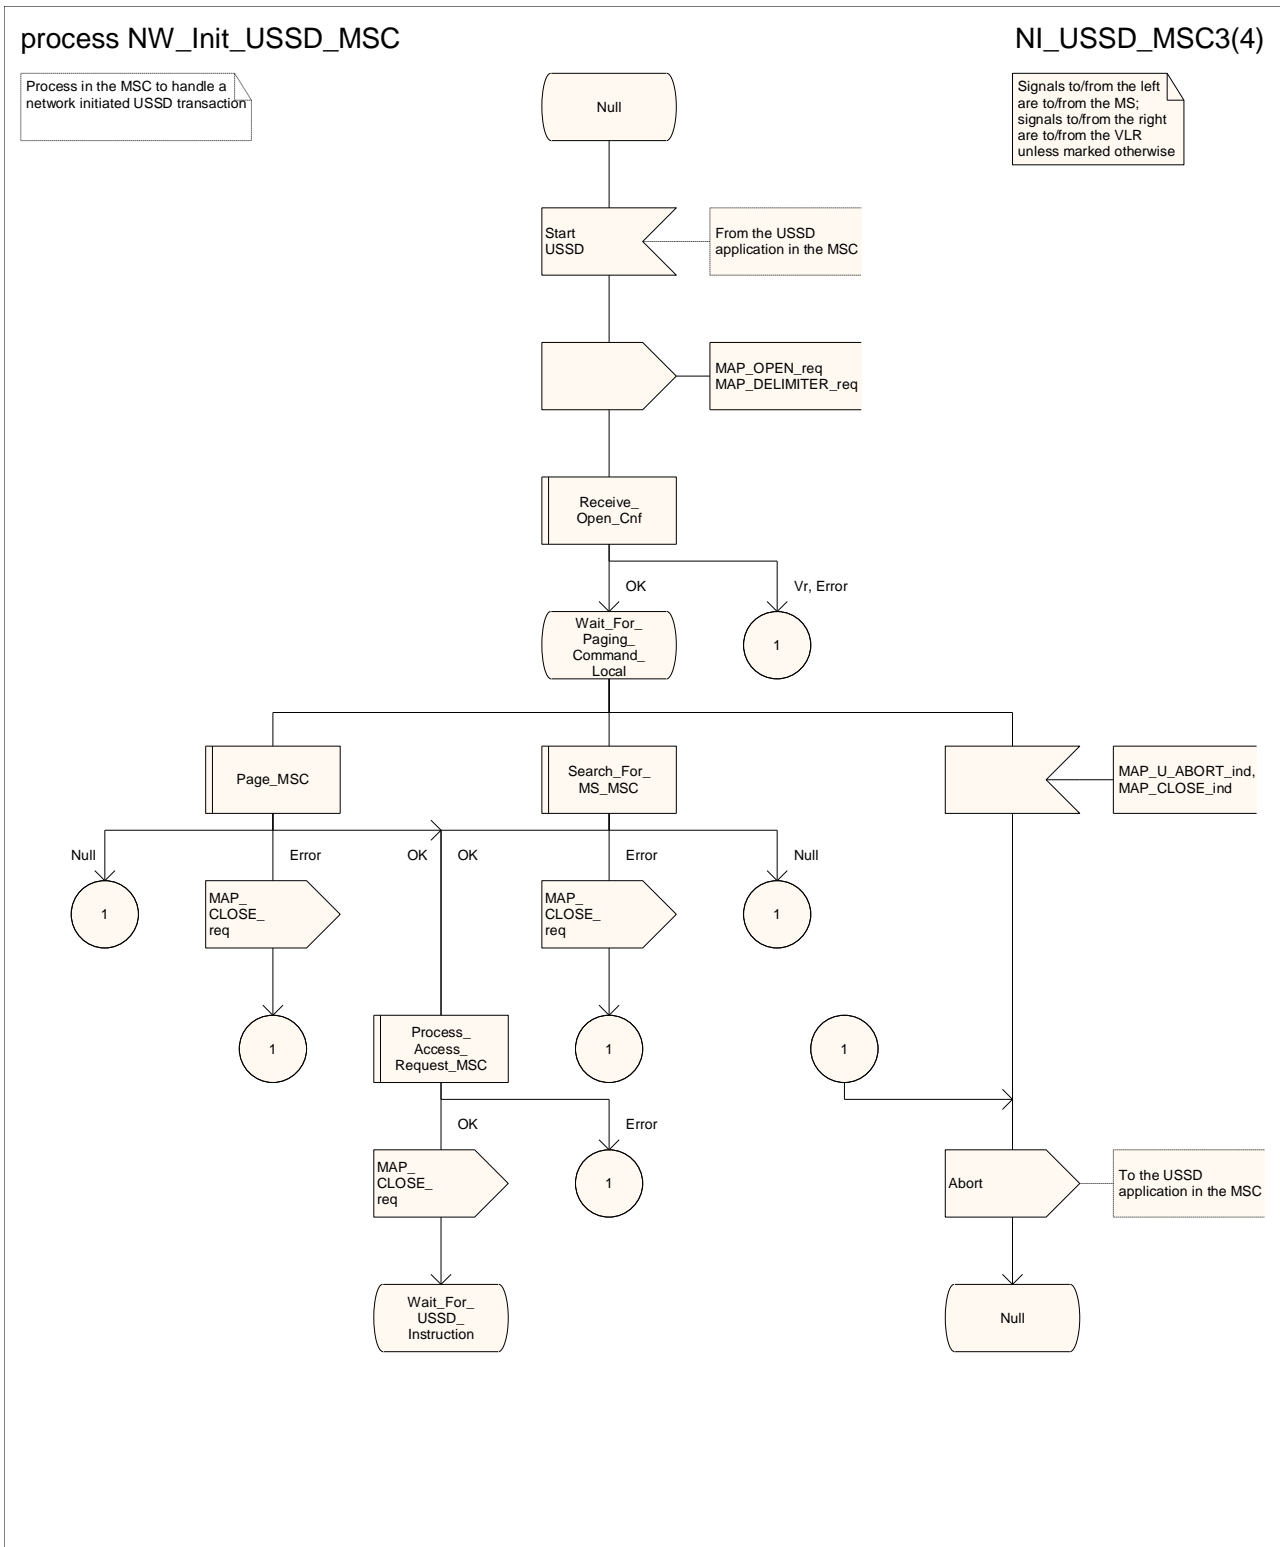 process NW_Init_USSD_MSC
NI_USSD_MSC3(4)
Process in the MSC to handle a
network initiated USSD transaction
Signals to/from the left
are to/from the MS;
signals to/from the right
are to/from the VLR
unless marked otherwise
Null
Start
USSD
From the USSD
application in the MSC
MAP_OPEN_req
MAP_DELIMITER_req
Receive_
Open_Cnf
OK
Vr, Error
Wait_For_
Paging_
Command_
Local
1
Page_MSC
Search_For_
MS_MSC
MAP_U_ABORT_ind,
MAP_CLOSE_ind
Null
Error
OK
OK
Error
Null
1
MAP_
CLOSE_
req
MAP_
CLOSE_
req
1
1
Process_
Access_
Request_MSC
1
1
OK
Error
MAP_
CLOSE_
req
1
Abort
To the USSD
application in the MSC
Wait_For_
USSD_
Instruction
Null